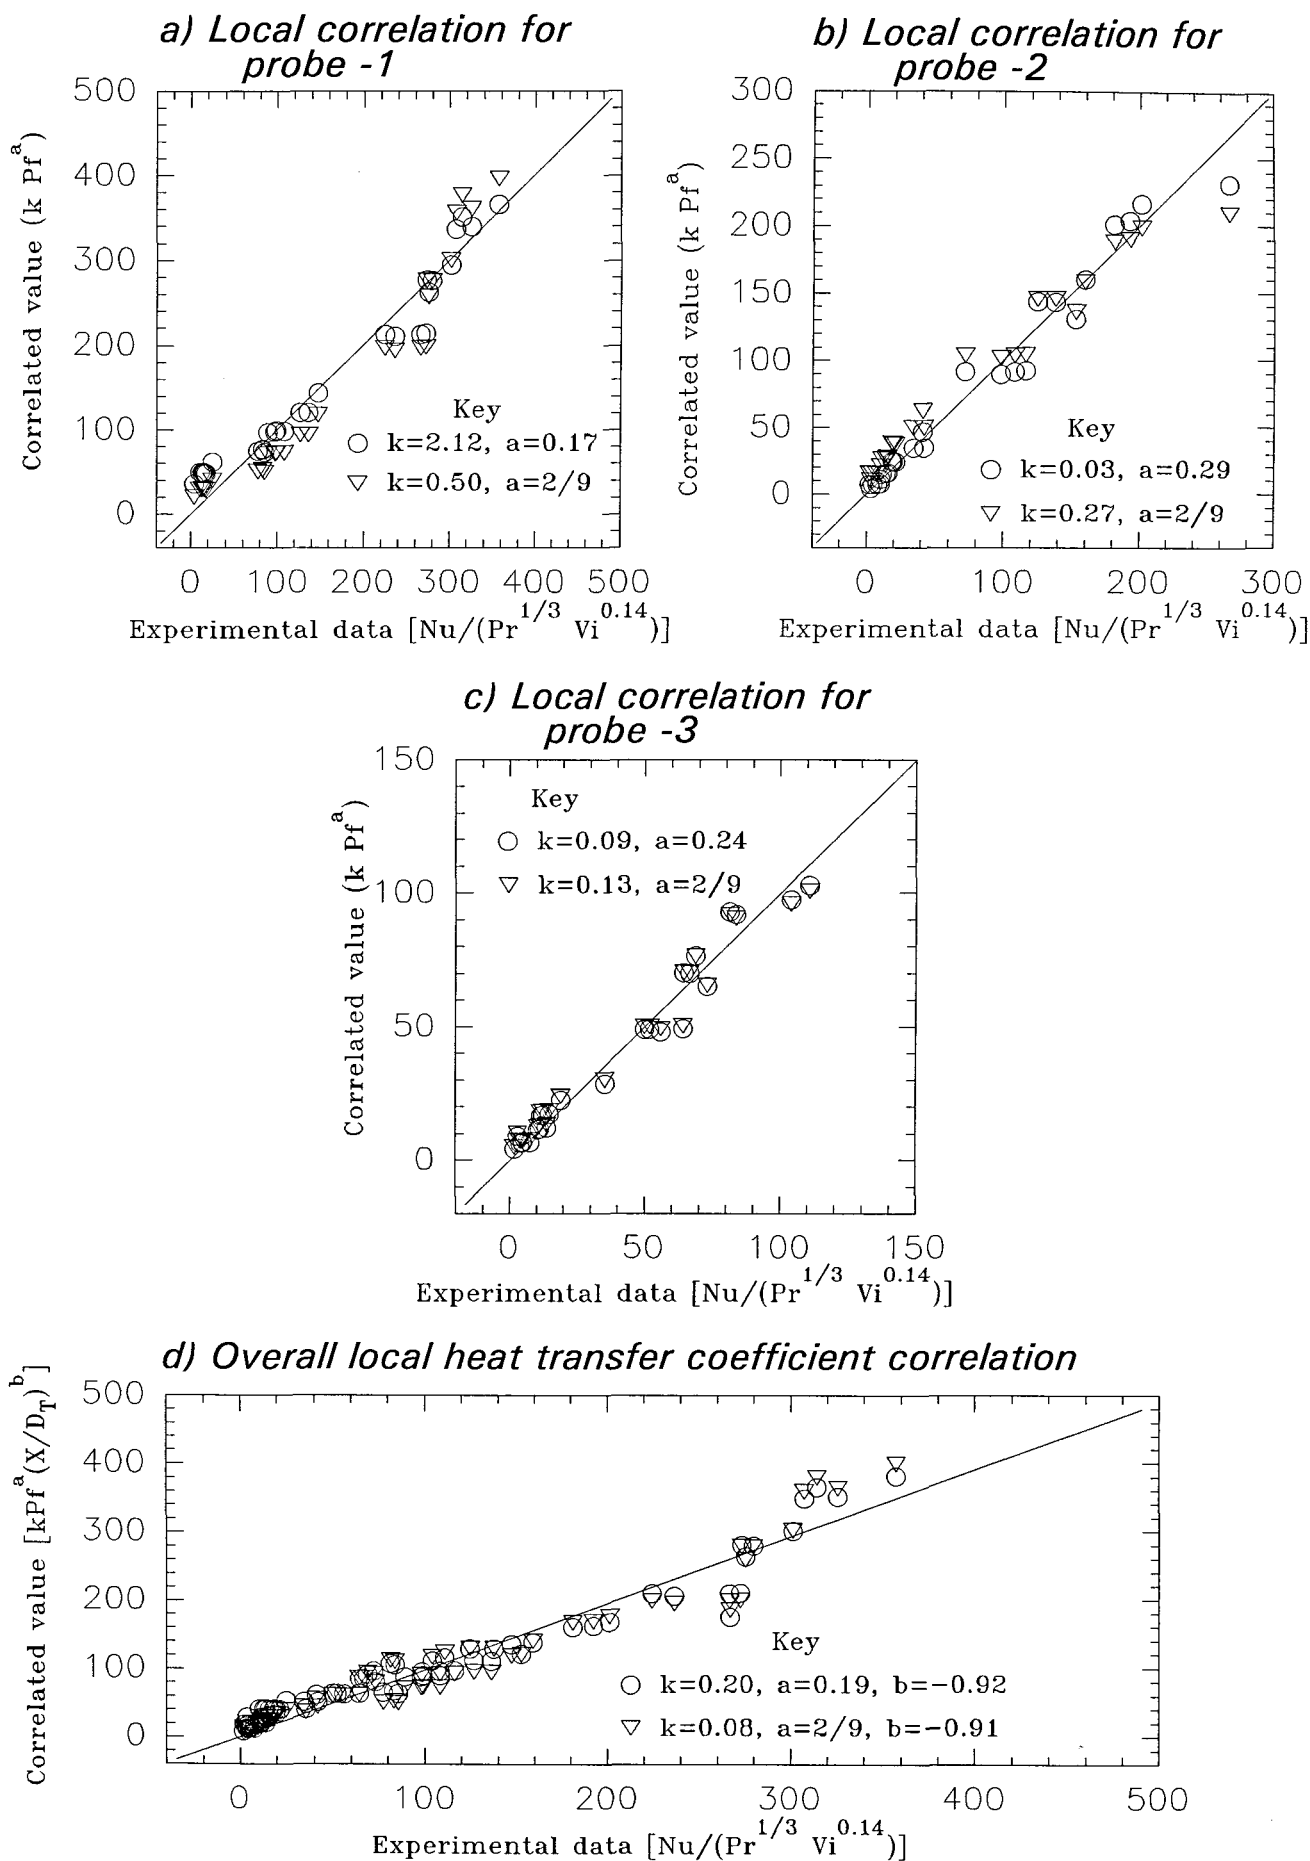 a) Local correlation for
probe -1
500
400
300
200
100
0
Correlated value (k Pf^a)
Key
k=2.12, a=0.17
k=0.50, a=2/9
0 100 200 300 400 500
Experimental data [Nu/(Pr^1/3 Vi^0.14)]
b) Local correlation for
probe -2
300
250
200
150
100
50
0
Correlated value (k Pf^a)
Key
k=0.03, a=0.29
k=0.27, a=2/9
0 100 200 300
Experimental data [Nu/(Pr^1/3 Vi^0.14)]
c) Local correlation for
probe -3
150
100
50
0
Correlated value (k Pf^a)
Key
k=0.09, a=0.24
k=0.13, a=2/9
0 50 100 150
Experimental data [Nu/(Pr^1/3 Vi^0.14)]
d) Overall local heat transfer coefficient correlation
500
400
300
200
100
0
Correlated value [kPf^a(X/D_T)^b]
Key
k=0.20, a=0.19, b=-0.92
k=0.08, a=2/9, b=-0.91
0 100 200 300 400 500
Experimental data [Nu/(Pr^1/3 Vi^0.14)]